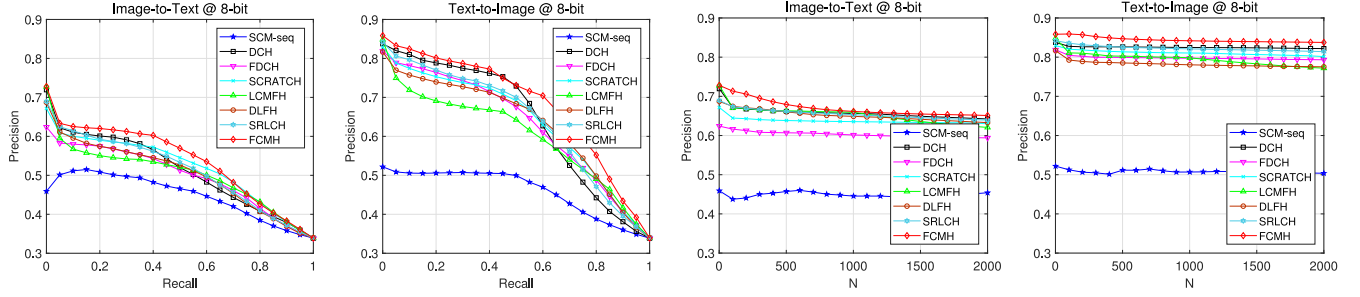 Image-to-Text @ 8-bit
0.9
0.8
0.7
0.6
0.5
0.4
0.3
Precision
0
0.2
0.4
0.6
0.8
1
Recall
SCM-seq
DCH
FDCH
SCRATCH
LCMFH
DLFH
SRLCH
FCMH
Text-to-Image @ 8-bit
0.9
0.8
0.7
0.6
0.5
0.4
0.3
Precision
0
0.2
0.4
0.6
0.8
1
Recall
SCM-seq
DCH
FDCH
SCRATCH
LCMFH
DLFH
SRLCH
FCMH
Image-to-Text @ 8-bit
0.9
0.8
0.7
0.6
0.5
0.4
0.3
Precision
0
500
1000
1500
2000
N
SCM-seq
DCH
FDCH
SCRATCH
LCMFH
DLFH
SRLCH
FCMH
Text-to-Image @ 8-bit
0.9
0.8
0.7
0.6
0.5
0.4
0.3
Precision
0
500
1000
1500
2000
N
SCM-seq
DCH
FDCH
SCRATCH
LCMFH
DLFH
SRLCH
FCMH